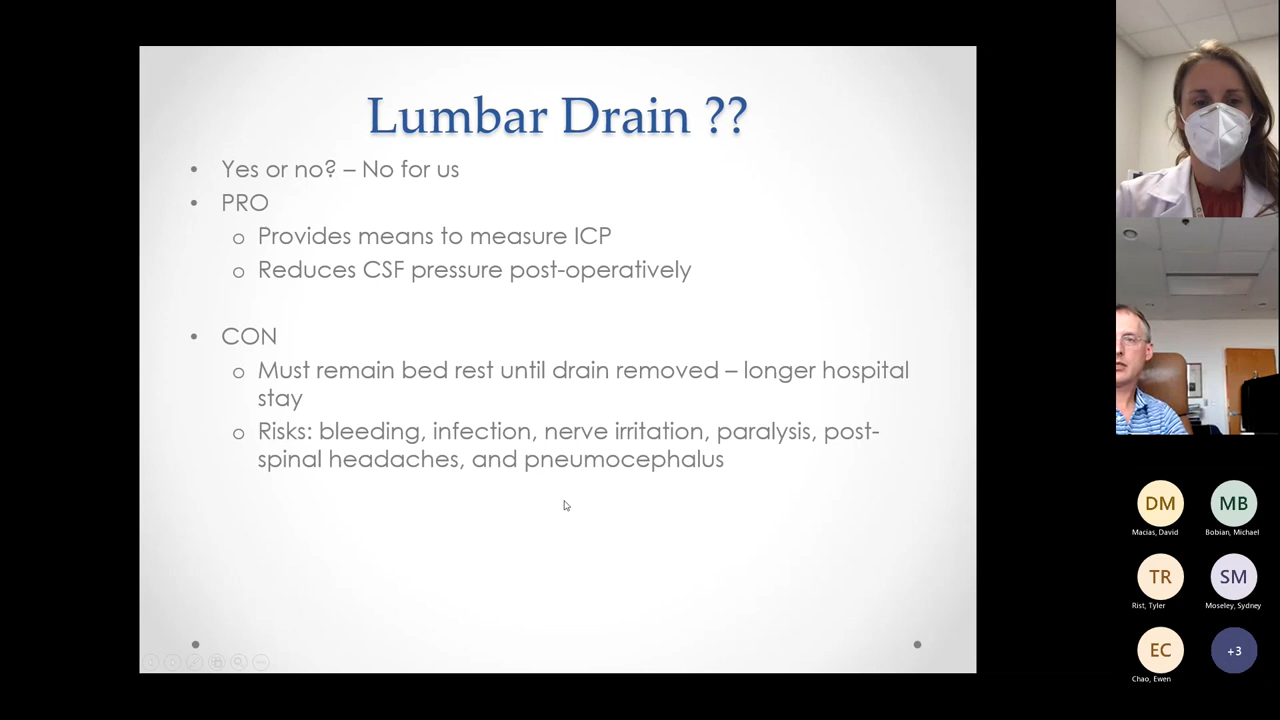 Lumbar Drain ??
• Yes or no? – No for us
• PRO
o Provides means to measure ICP
o Reduces CSF pressure post-operatively
• CON
o Must remain bed rest until drain removed – longer hospital
stay
o Risks: bleeding, infection, nerve irritation, paralysis, post-
spinal headaches, and pneumocephalus
DM
MB
Macias, David
Bobian, Michael
TR
SM
Rist, Tyler
Moseley, Sydney
EC
+3
Chao, Ewen